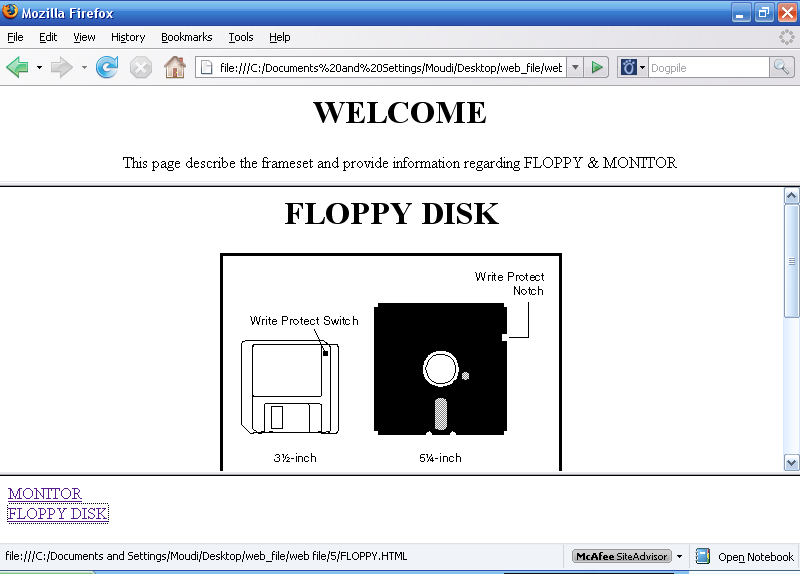 Mozilla Firefox
File Edit View History Bookmarks Tools Help
file:///C:/Documents%20and%20Settings/Moudi/Desktop/web_file/web
Dogpile
WELCOME
This page describe the frameset and provide information regarding FLOPPY & MONITOR
FLOPPY DISK
Write Protect
Notch
Write Protect Switch
3½-inch
5¼-inch
MONITOR
FLOPPY DISK
file:///C:/Documents and Settings/Moudi/Desktop/web_file/web file/5/FLOPPY.HTML
McAfee SiteAdvisor
Open Notebook